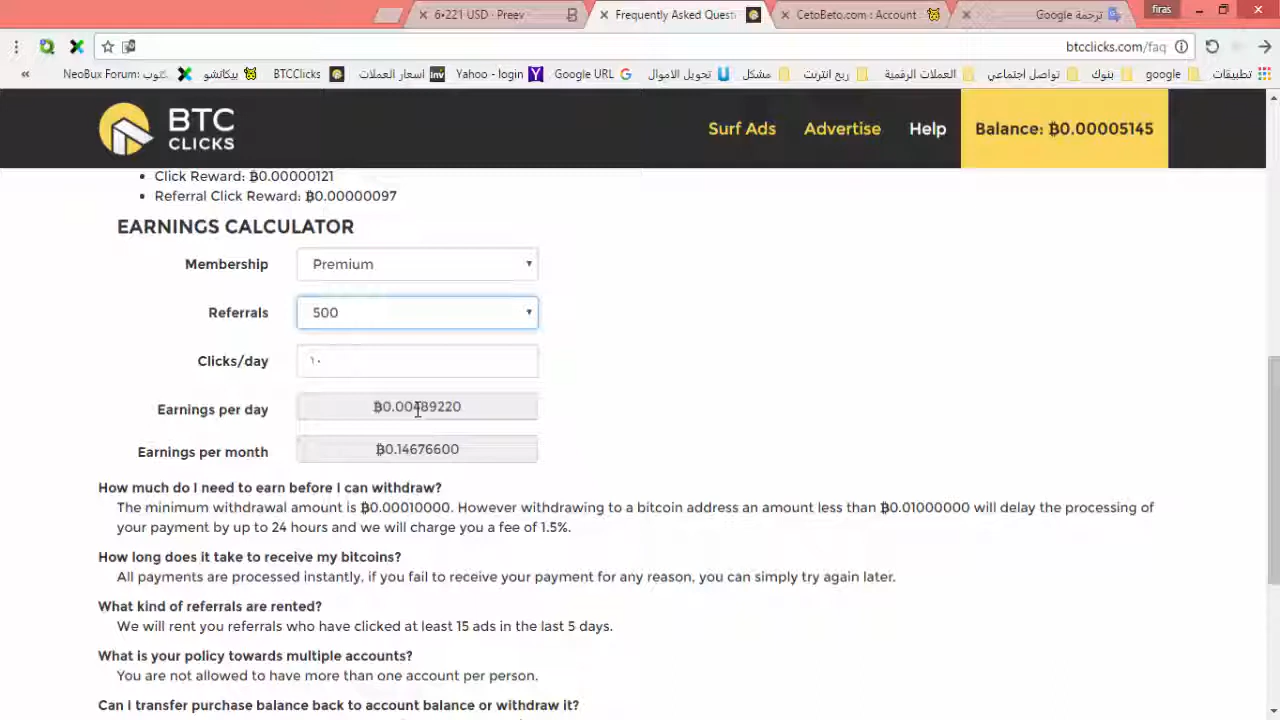 6•221 USD - Preev
Frequently Asked Quest
CetoBeto.com : Account
ترجمة Google
firas
btcclicks.com/faq
NeoBux Forum: كتوب
بيكاتشو
BTCClicks
اسعار العملات
Yahoo - login
Google URL
تحويل الاموال
مشكل
ربح انترنت
العملات الرقمية
تواصل اجتماعي
بنوك
google
تطبيقات
BTC
CLICKS
Surf Ads
Advertise
Help
Balance: ₿0.00005145
• Click Reward: ₿0.00000121
• Referral Click Reward: ₿0.00000097
EARNINGS CALCULATOR
Membership
Premium
Referrals
500
Clicks/day
١٠
Earnings per day
₿0.00489220
Earnings per month
₿0.14676600
How much do I need to earn before I can withdraw?
The minimum withdrawal amount is ₿0.00010000. However withdrawing to a bitcoin address an amount less than ₿0.01000000 will delay the processing of
your payment by up to 24 hours and we will charge you a fee of 1.5%.
How long does it take to receive my bitcoins?
All payments are processed instantly, if you fail to receive your payment for any reason, you can simply try again later.
What kind of referrals are rented?
We will rent you referrals who have clicked at least 15 ads in the last 5 days.
What is your policy towards multiple accounts?
You are not allowed to have more than one account per person.
Can I transfer purchase balance back to account balance or withdraw it?